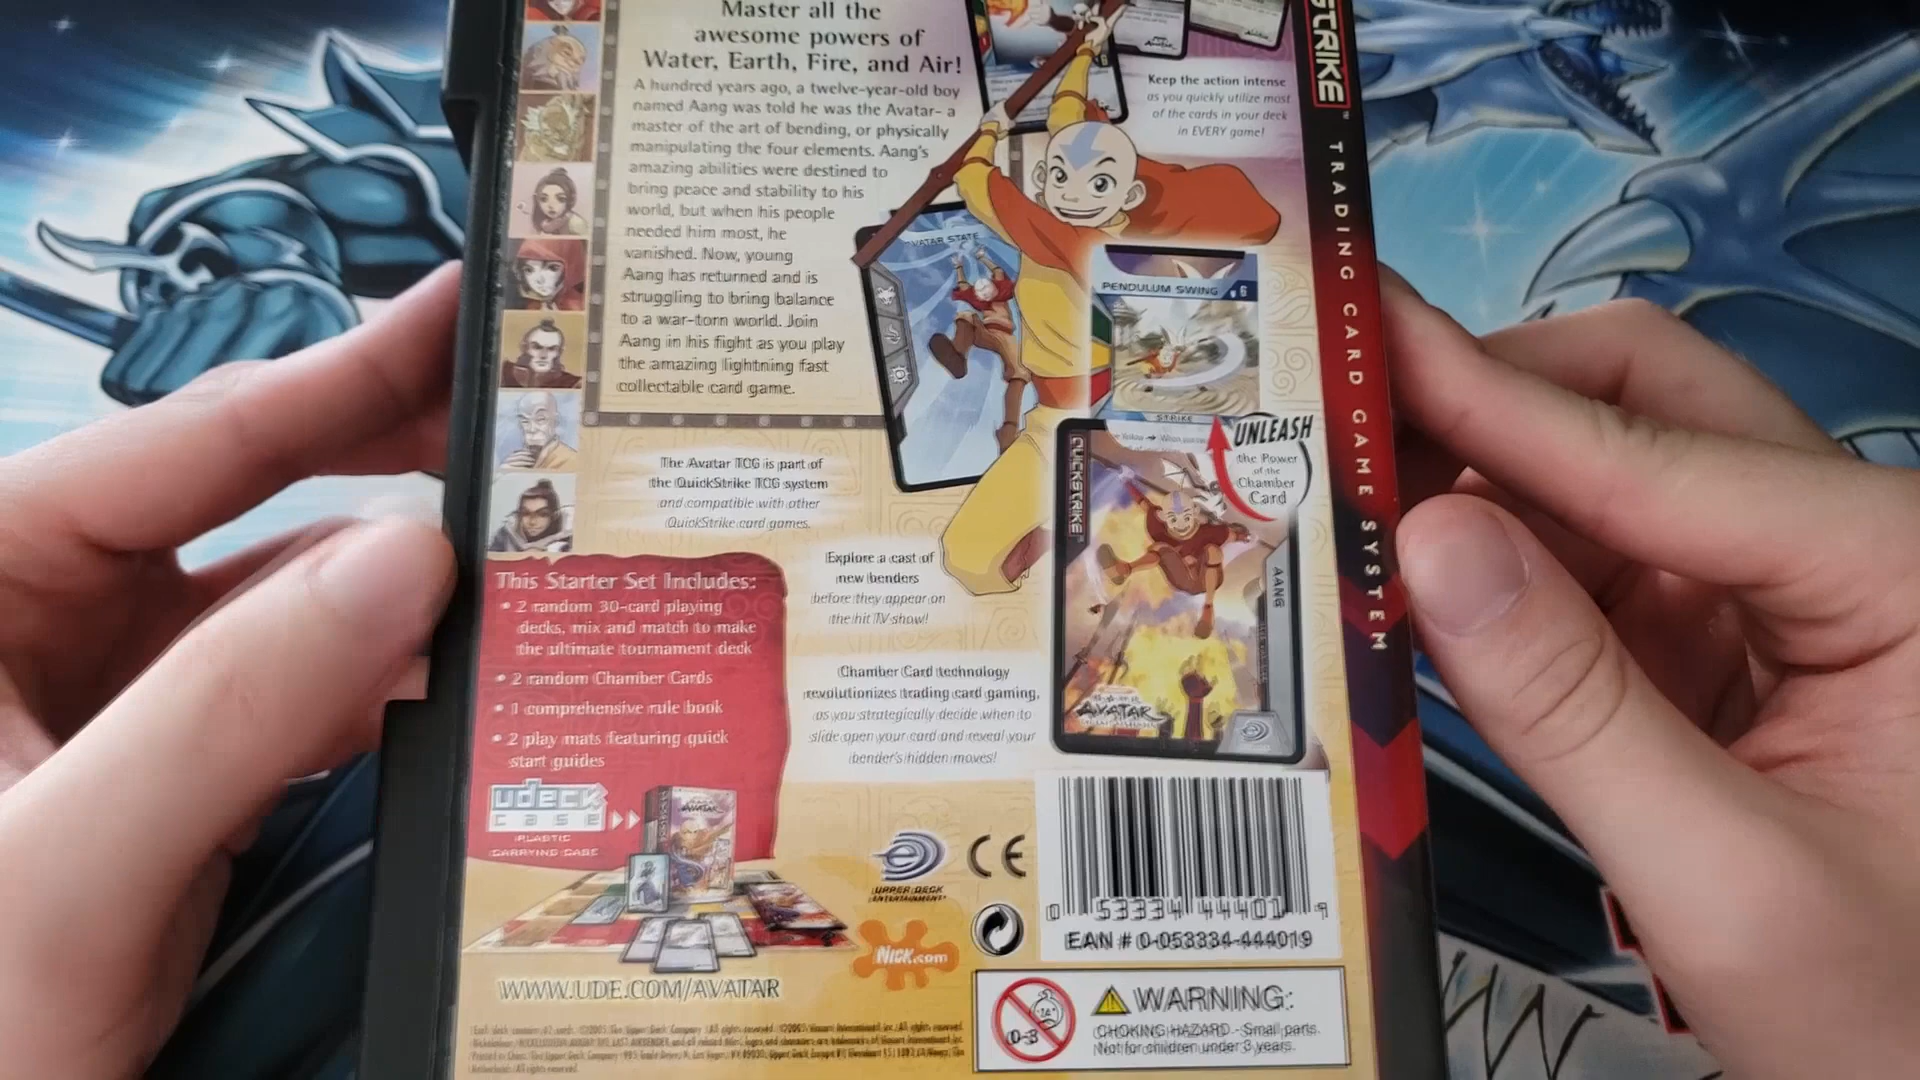 Master all the
awesome powers of
Water, Earth, Fire, and Air!
A hundred years ago, a twelve-year-old boy
named Aang was told he was the Avatar- a
master of the art of bending, or physically
manipulating the four elements. Aang's
amazing abilities were destined to
bring peace and stability to his
world, but when his people
needed him most, he
vanished. Now, young
Aang has returned and is
struggling to bring balance
to a war-torn world. Join
Aang in his fight as you play
the amazing lightning fast
collectable card game.
Keep the action intense
as you quickly utilize most
of the cards in your deck
in EVERY game!
AVATAR STATE
PENDULUM SWING 6
STRIKE
UNLEASH
the Power
of the
Chamber
Card
QUICKSTRIKE
AANG
AVATAR
The Avatar TCG is part of
the QuickStrike TCG system
and compatible with other
QuickStrike card games.
Explore a cast of
new benders
before they appear on
the hit TV show!
Chamber Card technology
revolutionizes trading card gaming,
as you strategically decide when to
slide open your card and reveal your
bender's hidden moves!
This Starter Set Includes:
• 2 random 30-card playing
decks, mix and match to make
the ultimate tournament deck
• 2 random Chamber Cards
• 1 comprehensive rule book
• 2 play mats featuring quick
start guides
udeck
case
PLASTIC
CARRYING CASE
AVATAR
UPPER DECK
ENTERTAINMENT
CE
Nick.com
WWW.UDE.COM/AVATAR
0 53334 44401 9
EAN # 0-053334-444019
0-3
WARNING:
CHOKING HAZARD - Small parts.
Not for children under 3 years.
STRIKE TRADING CARD GAME SYSTEM